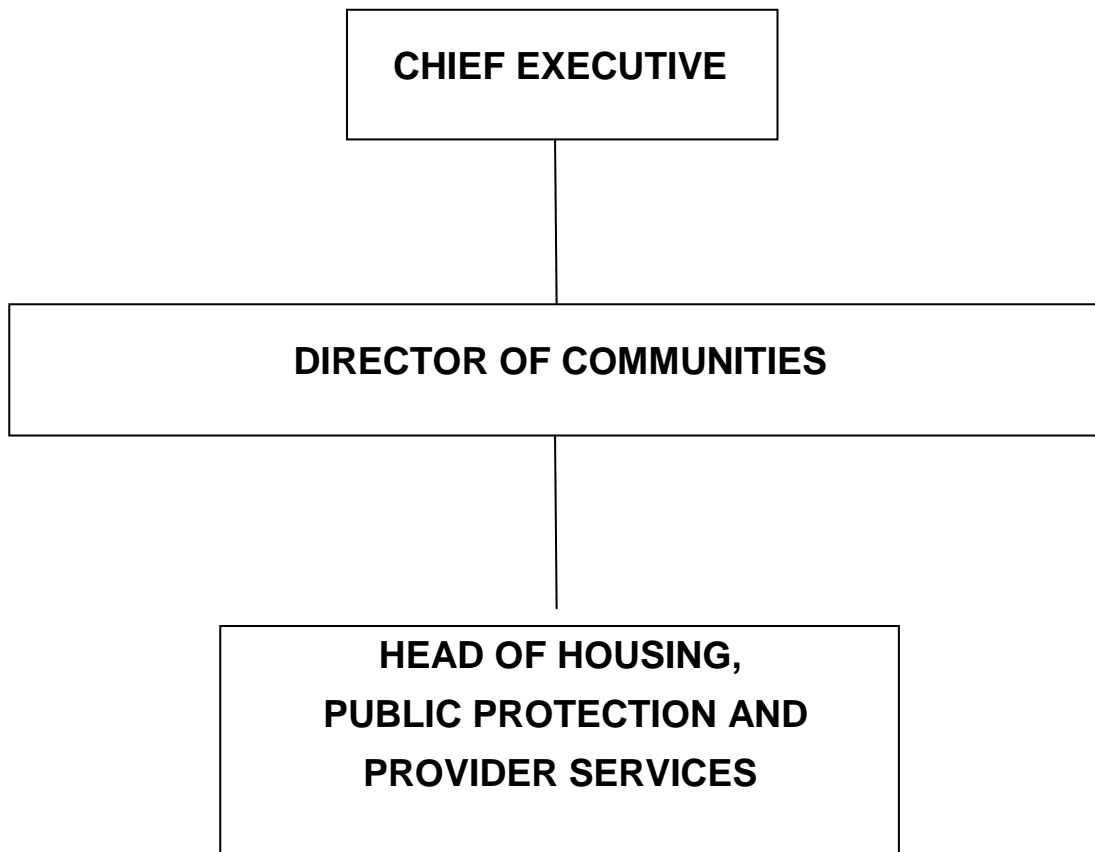 CHIEF EXECUTIVE
DIRECTOR OF COMMUNITIES
HEAD OF HOUSING,
PUBLIC PROTECTION AND
PROVIDER SERVICES